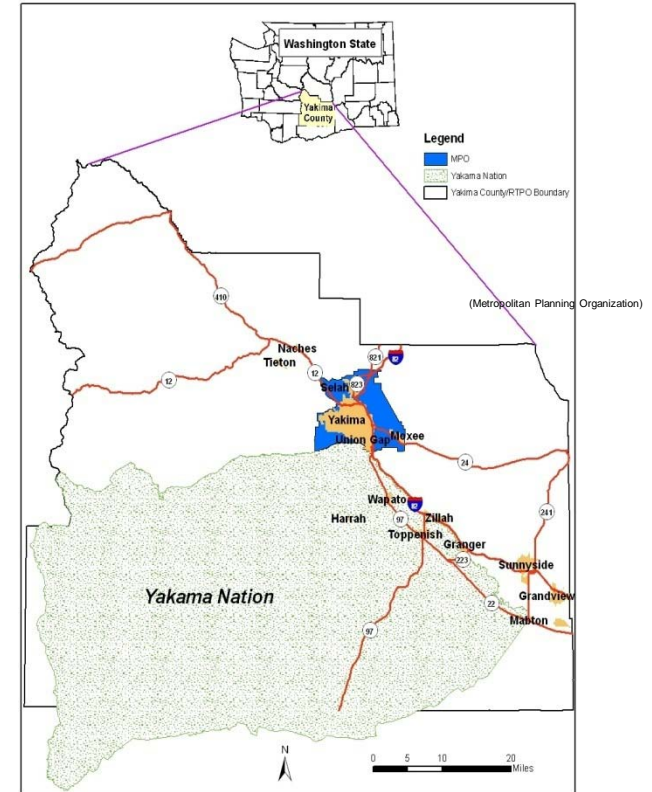 Washington State
Yakima
County
Legend
MPO
Yakama Nation
Yakima County/RTPO Boundary
(Metropolitan Planning Organization)
410
Naches
Tieton
12
12
821
82
823
Selah
Yakima
Union Gap
Moxee
24
Wapato
82
Harrah
97
Zillah
Toppenish
Granger
223
241
Sunnyside
Grandview
22
Mabton
Yakama Nation
97
N
0 5 10 20
Miles